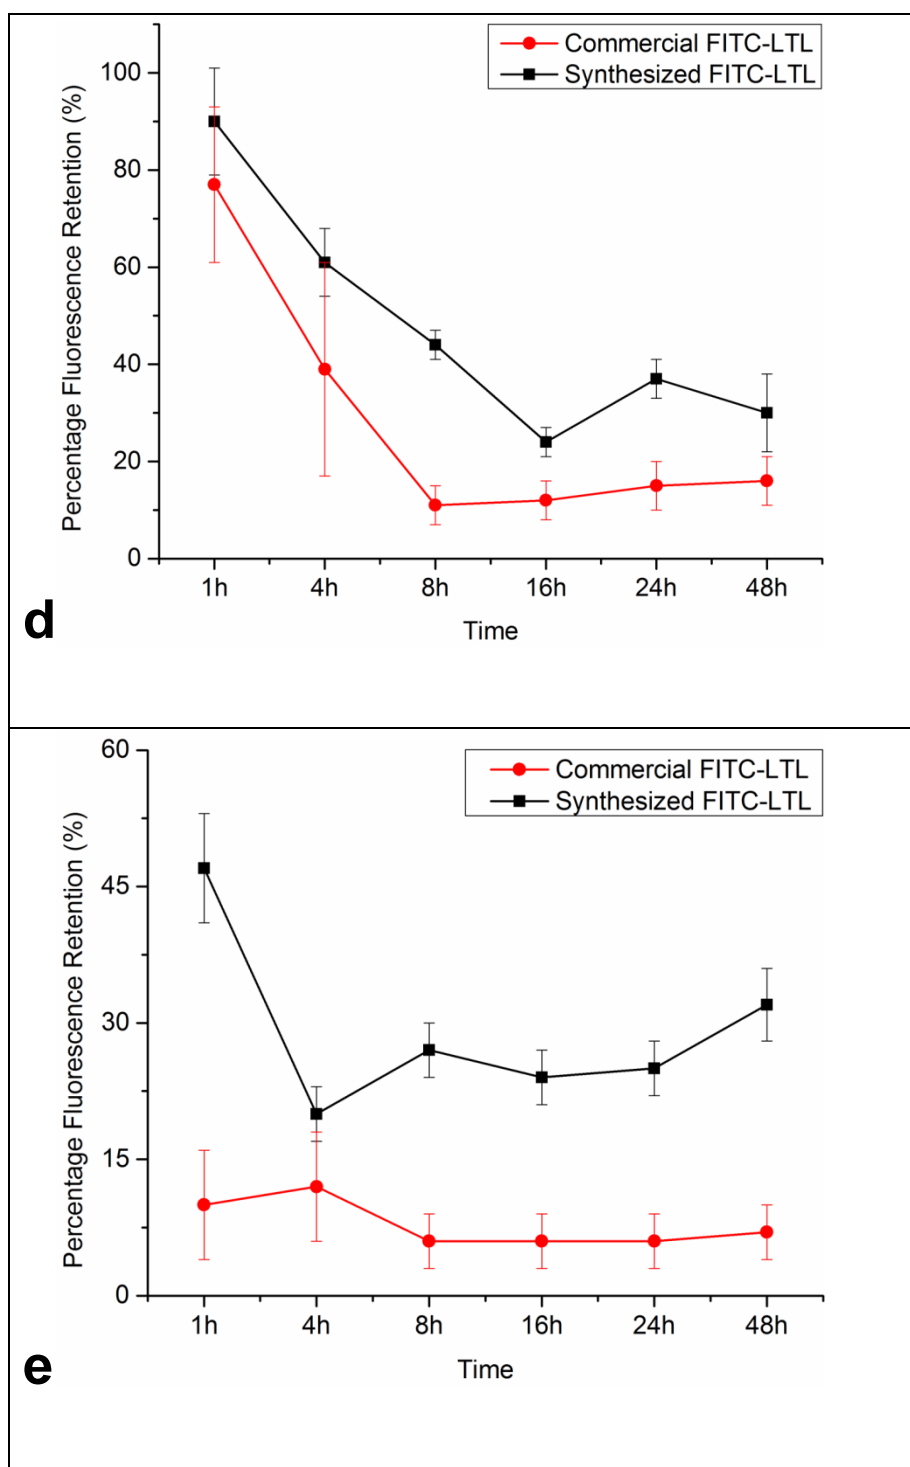 Commercial FITC-LTL
Synthesized FITC-LTL
Percentage Fluorescence Retention (%)
100
80
60
40
20
0
1h 4h 8h 16h 24h 48h
Time
d
Commercial FITC-LTL
Synthesized FITC-LTL
Percentage Fluorescence Retention (%)
60
45
30
15
0
1h 4h 8h 16h 24h 48h
Time
e